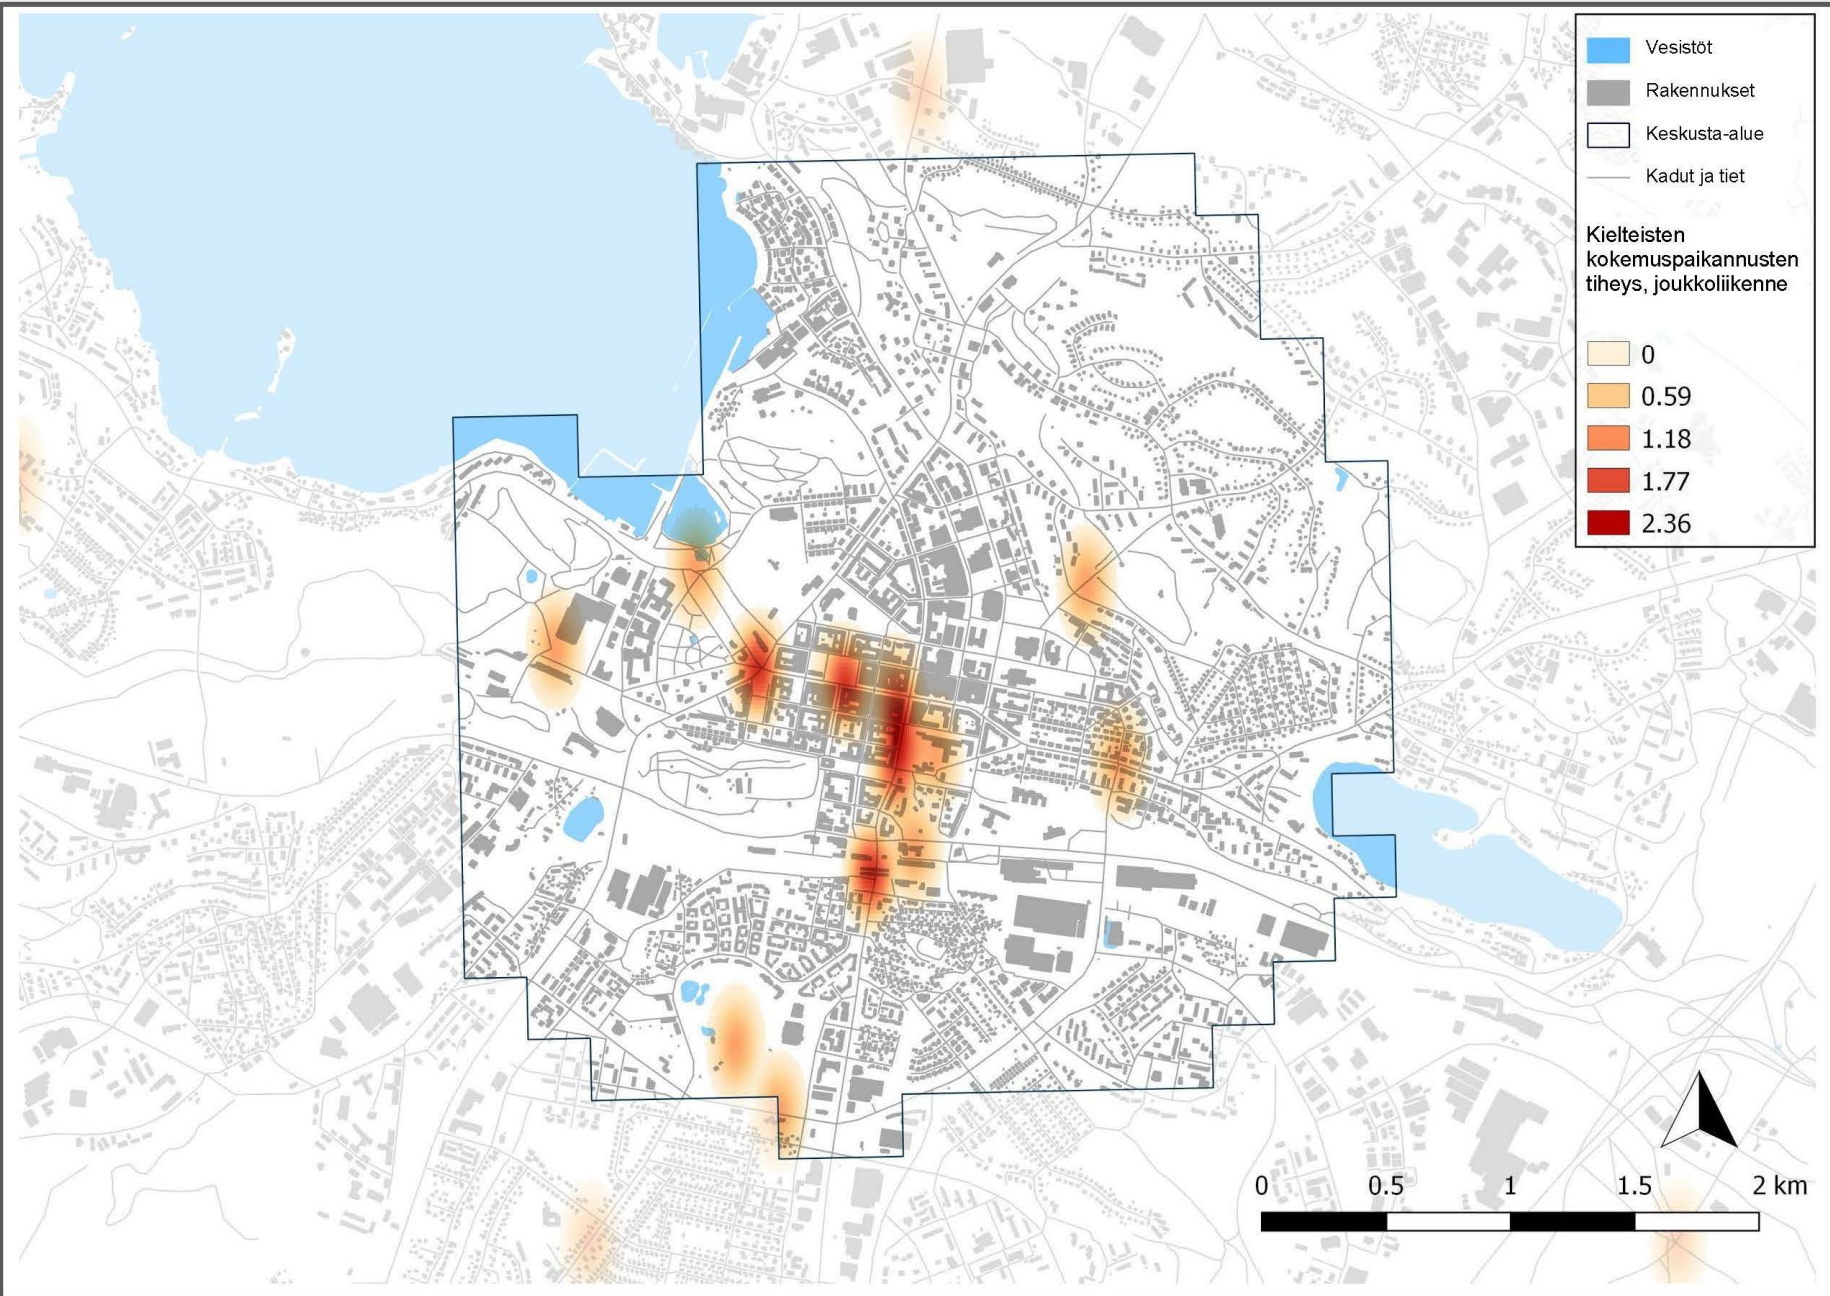 Vesistöt
Rakennukset
Keskusta-alue
Kadut ja tiet
Kielteisten
kokemuspaikannusten
tiheys, joukkoliikenne
0
0.59
1.18
1.77
2.36
0 0.5 1 1.5 2 km